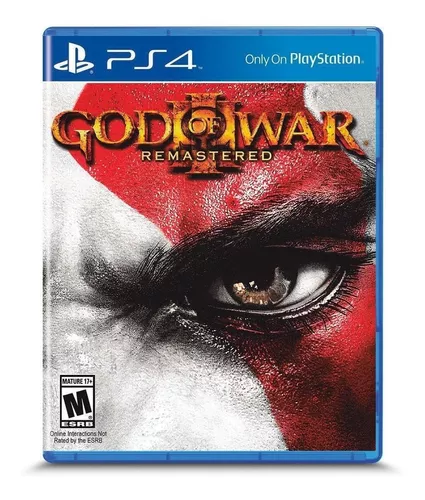 PS4
Only On PlayStation
GOD OF WAR
III
REMASTERED
MATURE 17+
M
ESRB
Online Interactions Not
Rated by the ESRB